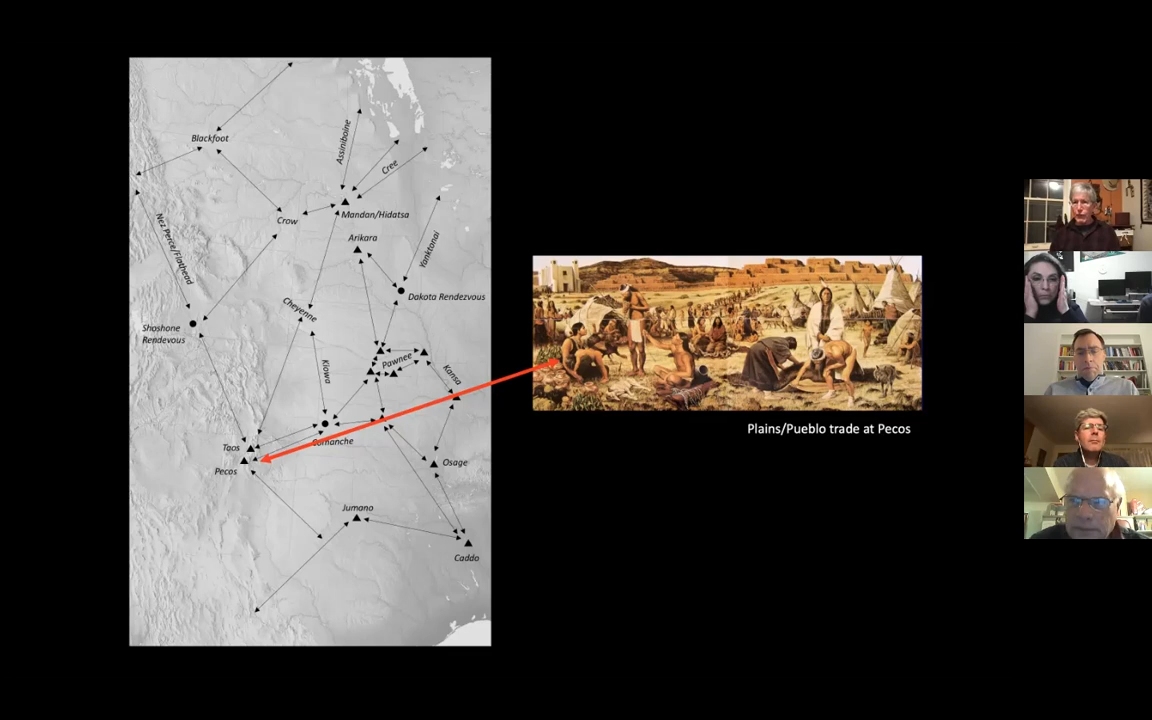 Blackfoot
Assiniboine
Cree
Nez Perce/Flathead
Crow
Mandan/Hidatsa
Arikara
Yanktonai
Dakota Rendezvous
Cheyenne
Shoshone
Rendevous
Pawnee
Kiowa
Kansa
Taos
Comanche
Pecos
Osage
Jumano
Caddo
Plains/Pueblo trade at Pecos